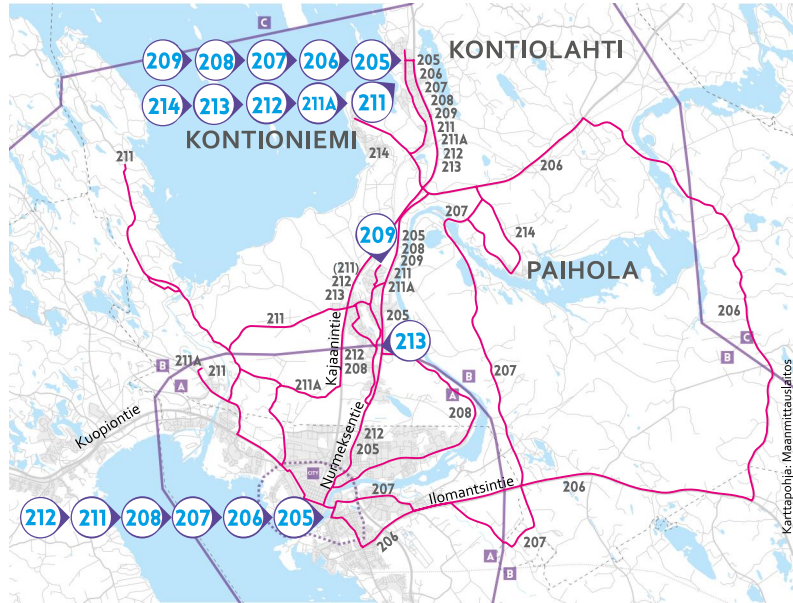 C
KONTIOLAHTI
209 208 207 206 205
214 213 212 211A 211
KONTIONIEMI
205
206
207
208
209
211
211A
212
213
214
211
206
207
214
PAIHOLA
209
205
208
209
211
211A
(211)
212
213
211
205
213
206
Kajaanintie
211A
211
B
A
212
208
211A
B
A
208
207
C
B
Kuopiontie
Nurmeksentie
212
205
CITY
207
Ilomantsintie
206
212 211 208 207 206 205
206
207
A
B
Karttapohja: Maanmittauslaitos